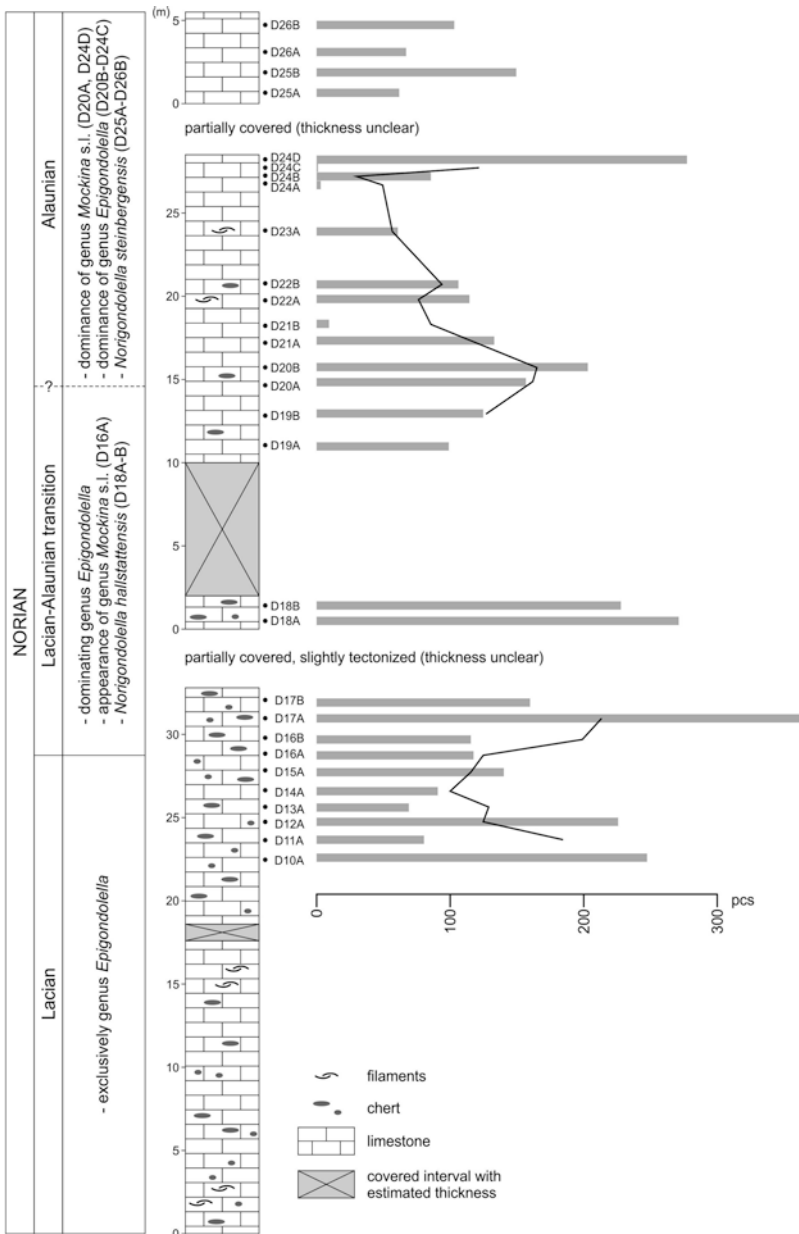 NORIAN
Alaunian
?
Lacian-Alaunian transition
Lacian
- dominance of genus Mockina s.l. (D20A, D24D)
- dominance of genus Epigondolella (D20B-D24C)
- Norigondolella steinbergensis (D25A-D26B)
- dominating genus Epigondolella
- appearance of genus Mockina s.l. (D16A)
- Norigondolella hallstattensis (D18A-B)
- exclusively genus Epigondolella
(m)
5
0
D26B
D26A
D25B
D25A
partially covered (thickness unclear)
25
20
15
10
5
0
D24D
D24C
D24B
D24A
D23A
D22B
D22A
D21B
D21A
D20B
D20A
D19B
D19A
D18B
D18A
partially covered, slightly tectonized (thickness unclear)
30
25
20
15
10
5
0
D17B
D17A
D16B
D16A
D15A
D14A
D13A
D12A
D11A
D10A
0
100
200
300
pcs
filaments
chert
limestone
covered interval with
estimated thickness